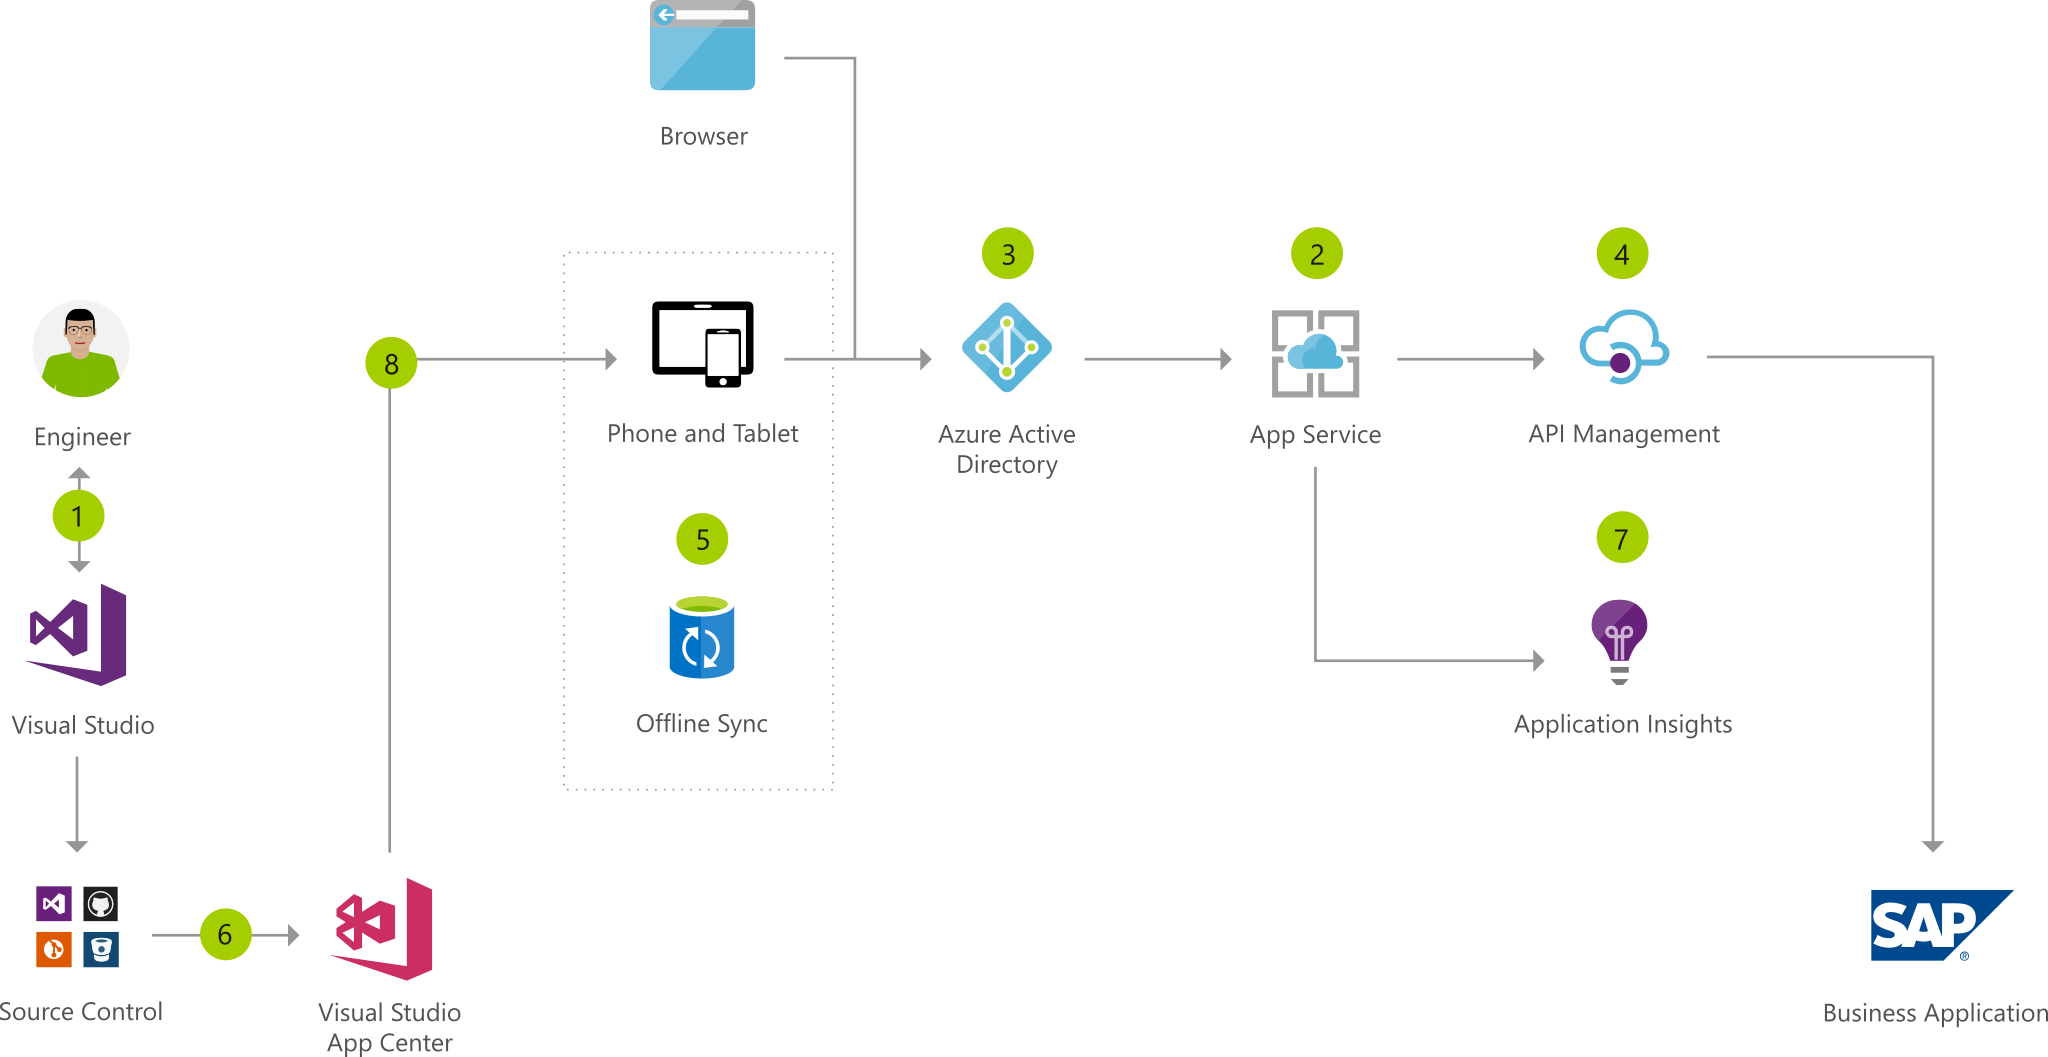 Browser
3
2
4
8
Engineer
Phone and Tablet
Azure Active
Directory
App Service
API Management
1
5
7
Visual Studio
Offline Sync
Application Insights
6
SAP
®
Source Control
Visual Studio
App Center
Business Application